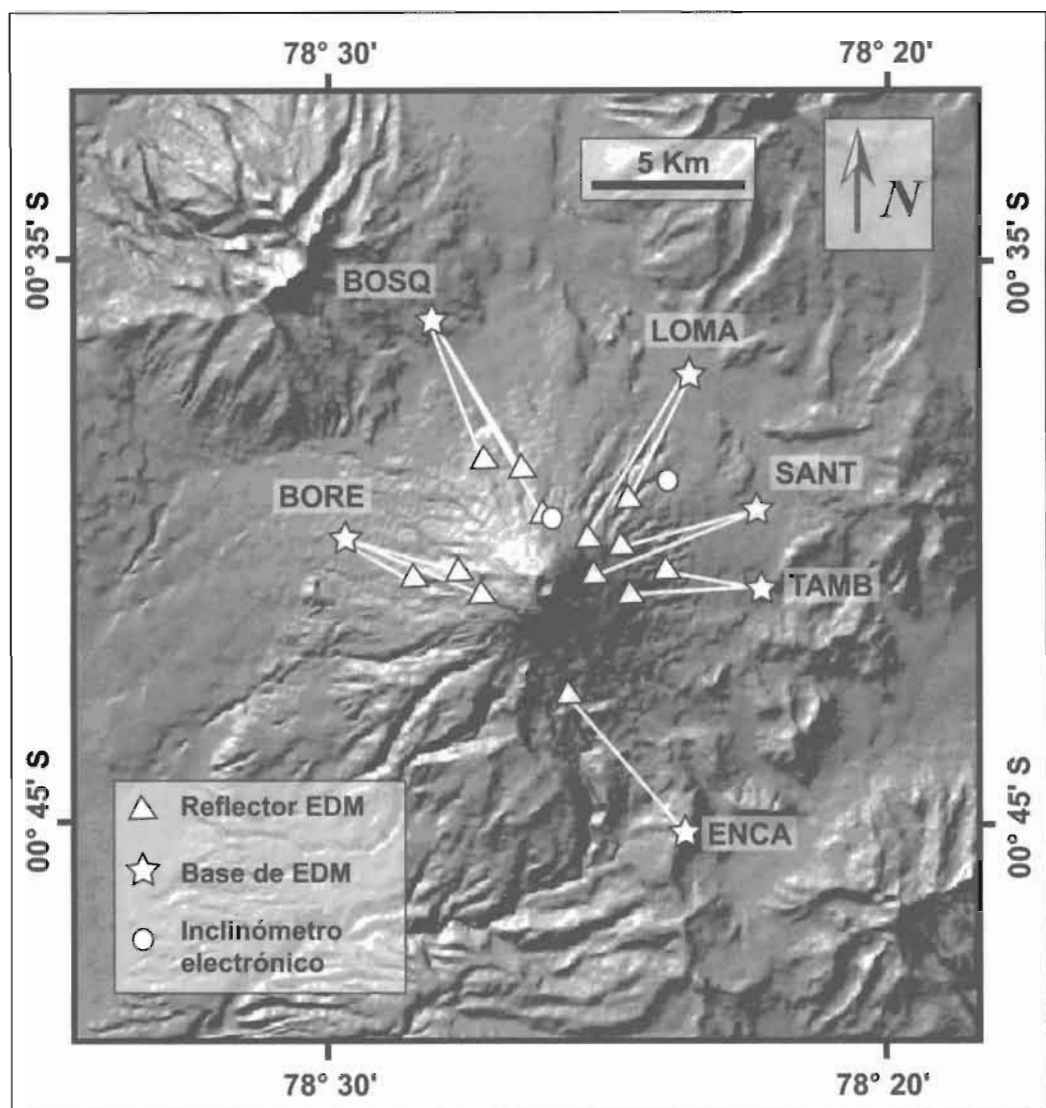 78° 30'
78° 20'
5 Km
N
00° 35' S
00° 35' S
BOSQ
LOMA
SANT
BORE
TAMB
ENCA
00° 45' S
00° 45' S
Reflector EDM
Base de EDM
Inclinómetro
electrónico
78° 30'
78° 20'